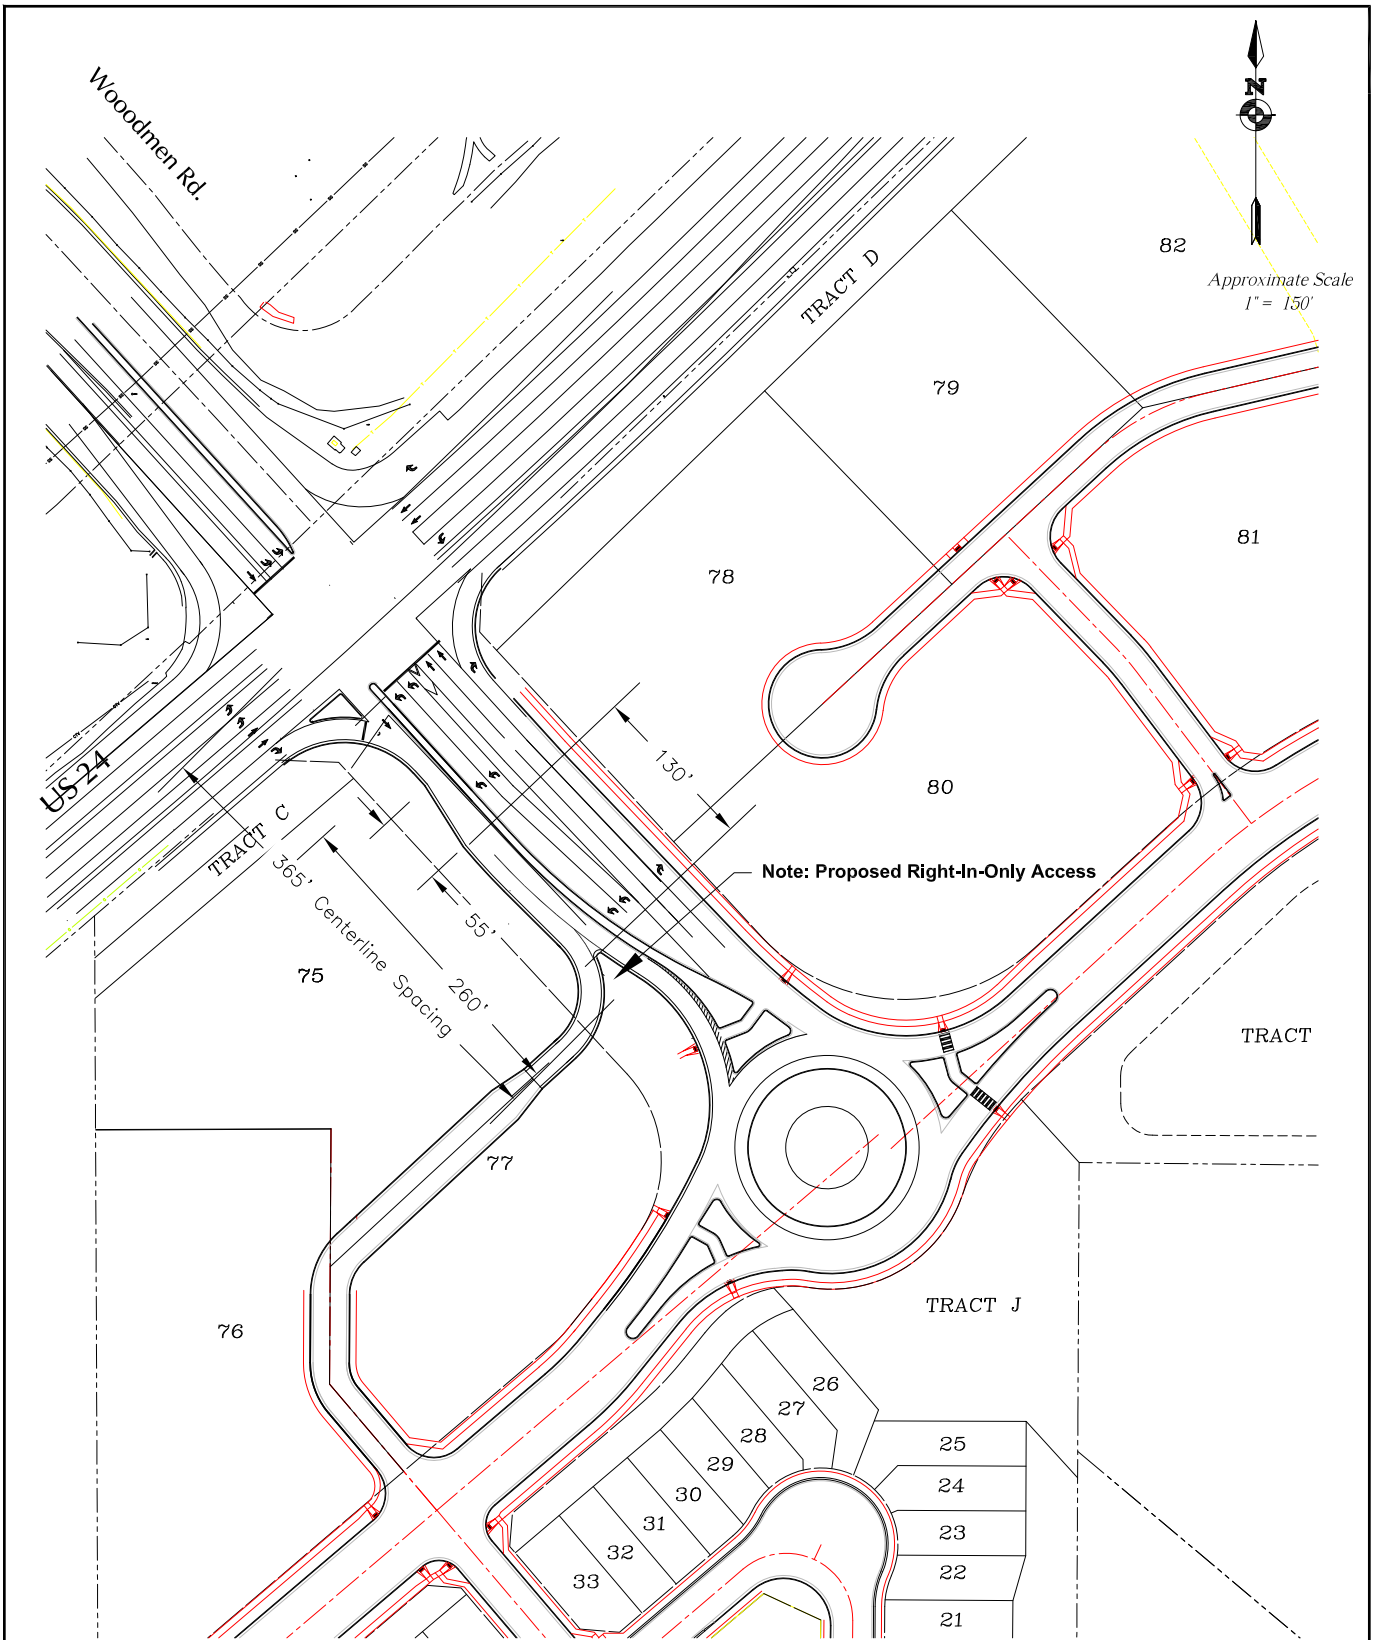 Wooodmen Rd.
N
82
Approximate Scale
1" = 150'
TRACT D
79
81
78
130'
80
US 24
TRACT C
Note: Proposed Right-In-Only Access
365' Centerline Spacing
55'
260'
75
TRACT
77
76
TRACT J
26
27
28
29
30
31
32
33
25
24
23
22
21